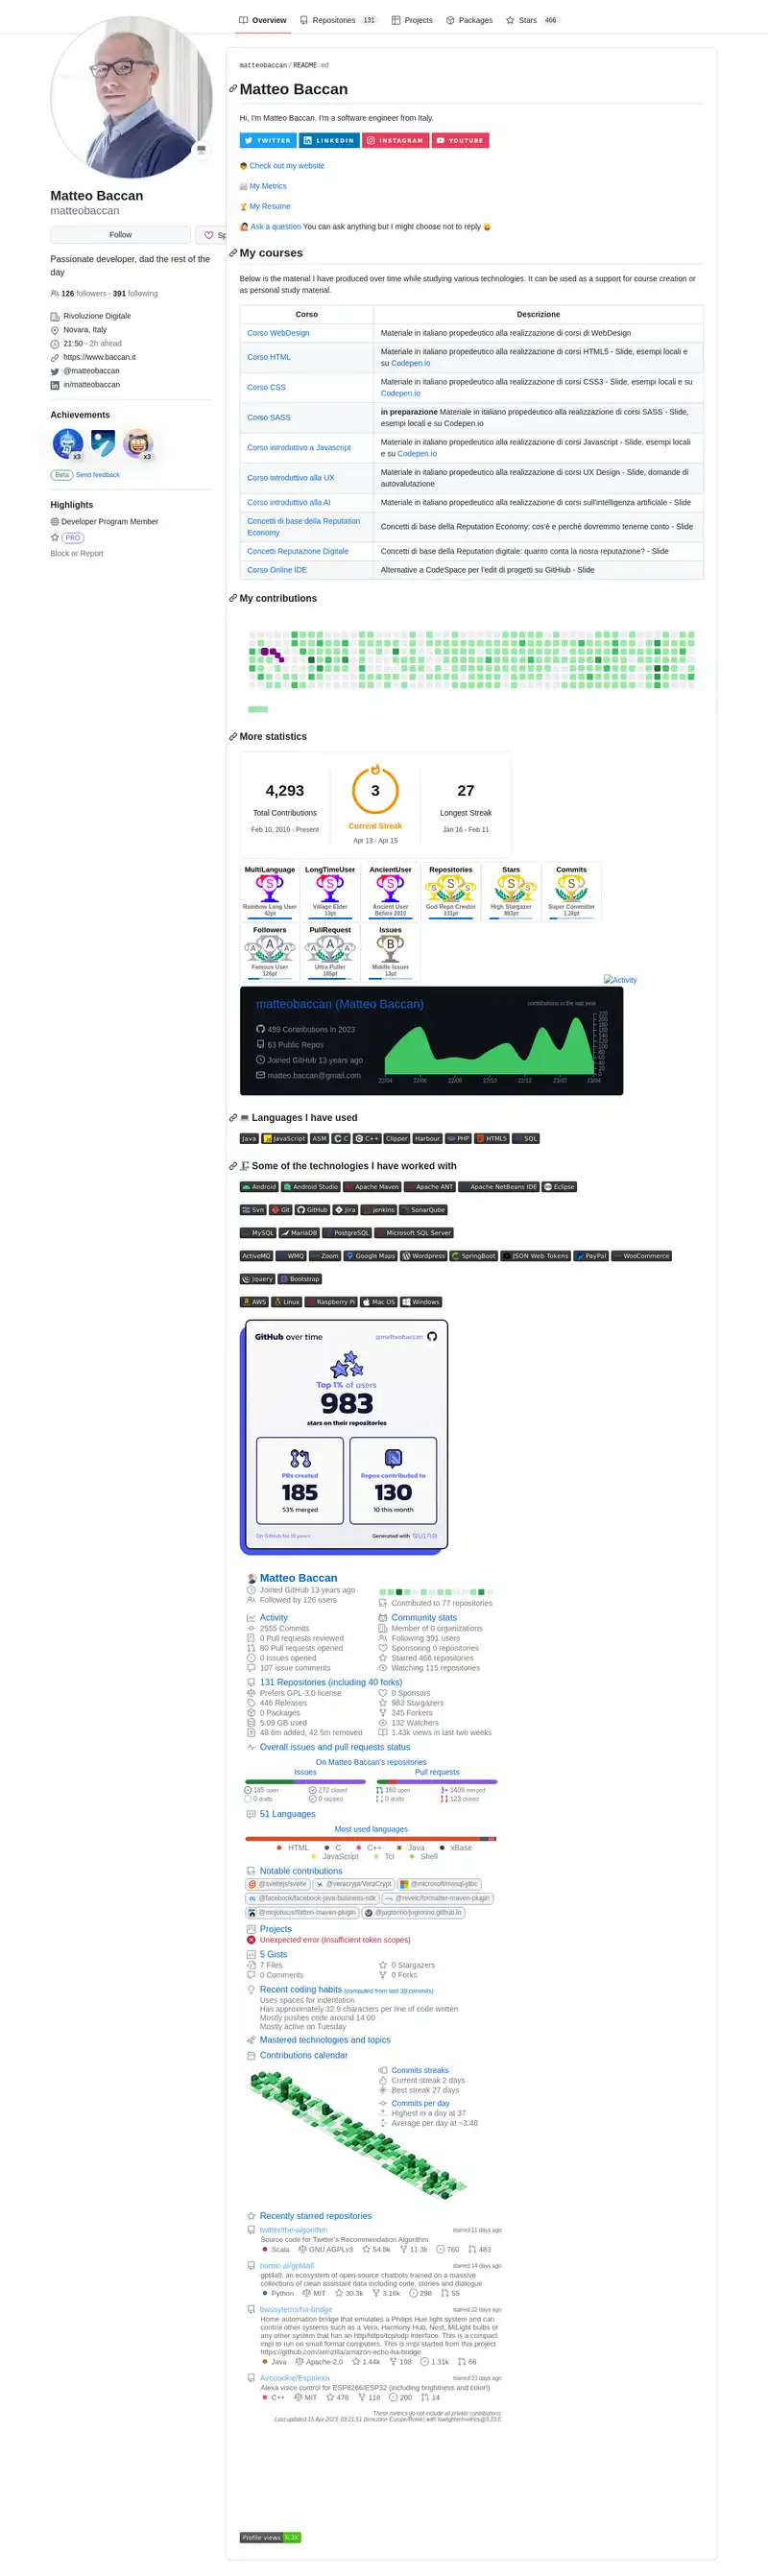 Overview
Repositories 131
Projects
Packages
Stars 466
Matteo Baccan
matteobaccan
Follow
Sp
Passionate developer, dad the rest of the
day
126 followers · 391 following
Rivoluzione Digitale
Novara, Italy
21:50 - 2h ahead
https://www.baccan.it
@matteobaccan
in/matteobaccan
Achievements
x3
x3
Beta Send feedback
Highlights
Developer Program Member
PRO
Block or Report
matteobaccan/README.md
Matteo Baccan
Hi, I'm Matteo Baccan. I'm a software engineer from Italy.
TWITTER LINKEDIN INSTAGRAM YOUTUBE
Check out my website
My Metrics
My Resume
Ask a question You can ask anything but I might choose not to reply
My courses
Below is the material I have produced over time while studying various technologies. It can be used as a support for course creation or
as personal study material.
Corso Descrizione
Corso WebDesign Materiale in italiano propedeutico alla realizzazione di corsi di WebDesign
Corso HTML Materiale in italiano propedeutico alla realizzazione di corsi HTML5 - Slide, esempi locali e
su Codepen.io
Corso CSS Materiale in italiano propedeutico alla realizzazione di corsi CSS3 - Slide, esempi locali e su
Codepen.io
Corso SASS in preparazione Materiale in italiano propedeutico alla realizzazione di corsi SASS - Slide,
esempi locali e su Codepen.io
Corso introduttivo a Javascript Materiale in italiano propedeutico alla realizzazione di corsi Javascript - Slide, esempi locali
e su Codepen.io
Corso introduttivo alla UX Materiale in italiano propedeutico alla realizzazione di corsi UX Design - Slide, domande di
autovalutazione
Corso introduttivo alla AI Materiale in italiano propedeutico alla realizzazione di corsi sull'intelligenza artificiale - Slide
Concetti di base della Reputation
Economy
Concetti di base della Reputation Economy: cos'è e perchè dovremmo tenerne conto - Slide
Concetti Reputazione Digitale Concetti di base della Reputation digitale: quanto conta la nosra reputazione? - Slide
Corso Online IDE Alternative a CodeSpace per l'edit di progetti su GitHiub - Slide
My contributions
More statistics
4,293
Total Contributions
Feb 10, 2010 - Present
3
Current Streak
Apr 13 - Apr 15
27
Longest Streak
Jan 16 - Feb 11
MultiLanguage LongTimeUser AncientUser Repositories Stars Commits
S S S S S S
Rainbow Lang User Village Elder Ancient User God Repo Creator High Stargazer Super Committer
42pt 13pt Before 2010 131pt 983pt 1.2kpt
Followers PullRequest Issues
A A B
Famous User Ultra Puller Middle Issuer
126pt 185pt 13pt
Activity
matteobaccan (Matteo Baccan)
contributions in the last year
499 Contributions in 2023
63 Public Repos
Joined GitHub 13 years ago
matteo.baccan@gmail.com
22/04 22/06 22/08 22/10 22/12 23/02 23/04
Languages I have used
Java JavaScript ASM C C++ Clipper Harbour PHP HTML5 SQL
Some of the technologies I have worked with
Android Android Studio Apache Maven Apache ANT Apache NetBeans IDE Eclipse
Svn Git GitHub Jira Jenkins SonarQube
MySQL MariaDB PostgreSQL Microsoft SQL Server
ActiveMQ WMQ Zoom Google Maps Wordpress SpringBoot JSON Web Tokens PayPal WooCommerce
Jquery Bootstrap
AWS Linux Raspberry Pi Mac OS Windows
GitHub over time @matteobaccan
Top 1% of users
983
stars on their repositories
PRs created
185
53% merged
Repos contributed to
130
10 this month
On GitHub for 13 years
Generated with
Matteo Baccan
Joined GitHub 13 years ago
Followed by 126 users
Contributed to 77 repositories
Activity
2555 Commits
0 Pull requests reviewed
80 Pull requests opened
0 Issues opened
107 issue comments
Community stats
Member of 0 organizations
Following 391 users
Sponsoring 0 repositories
Starred 466 repositories
Watching 115 repositories
131 Repositories (including 40 forks)
Prefers GPL-3.0 license
446 Releases
0 Packages
5.09 GB used
48.6m added, 42.5m removed
0 Sponsors
983 Stargazers
245 Forkers
132 Watchers
1.43k views in last two weeks
Overall issues and pull requests status
On Matteo Baccan's repositories
Issues Pull requests
185 open 272 closed 160 open 1408 merged
0 drafts 0 skipped 0 drafts 123 closed
51 Languages
Most used languages
HTML C C++ Java xBase
JavaScript Tcl Shell
Notable contributions
@sveltejs/svelte @veracrypt/VeraCrypt @microsoft/mssql-jdbc
@facebook/facebook-java-business-sdk @revelc/formatter-maven-plugin
@mojohaus/flatten-maven-plugin @jugtorino/jugtorino.github.io
Projects
Unexpected error (Insufficient token scopes)
5 Gists
7 Files 0 Stargazers
0 Comments 0 Forks
Recent coding habits (computed from last 39 commits)
Uses spaces for indentation
Has approximately 32.9 characters per line of code written
Mostly pushes code around 14:00
Mostly active on Tuesday
Mastered technologies and topics
Contributions calendar
Commits streaks
Current streak 2 days
Best streak 27 days
Commits per day
Highest in a day at 37
Average per day at ~3.48
Recently starred repositories
twitter/the-algorithm starred 11 days ago
Source code for Twitter's Recommendation Algorithm
Scala GNU AGPLv3 54.8k 11.3k 760 483
nomic-ai/gpt4all starred 14 days ago
gpt4all: an ecosystem of open-source chatbots trained on a massive
collections of clean assistant data including code, stories and dialogue
Python MIT 30.3k 3.16k 298 55
bwssytems/ha-bridge starred 22 days ago
Home automation bridge that emulates a Philips Hue light system and can
control other systems such as a Vera, Harmony Hub, Nest, MiLight bulbs or
any other system that has an http/https/tcp/udp interface. This is a compact
impl to run on small format computers. This is impl started from this project
https://github.com/armzilla/amazon-echo-ha-bridge.
Java Apache-2.0 1.44k 198 1.31k 66
Aircoookie/Espalexa starred 23 days ago
Alexa voice control for ESP8266/ESP32 (including brightness and color!)
C++ MIT 476 118 200 14
These metrics do not include all private contributions
Last updated 15 Apr 2023, 03:21:51 (timezone Europe/Rome) with lowlighter/metrics@3.33.0
Profile views 6.3K